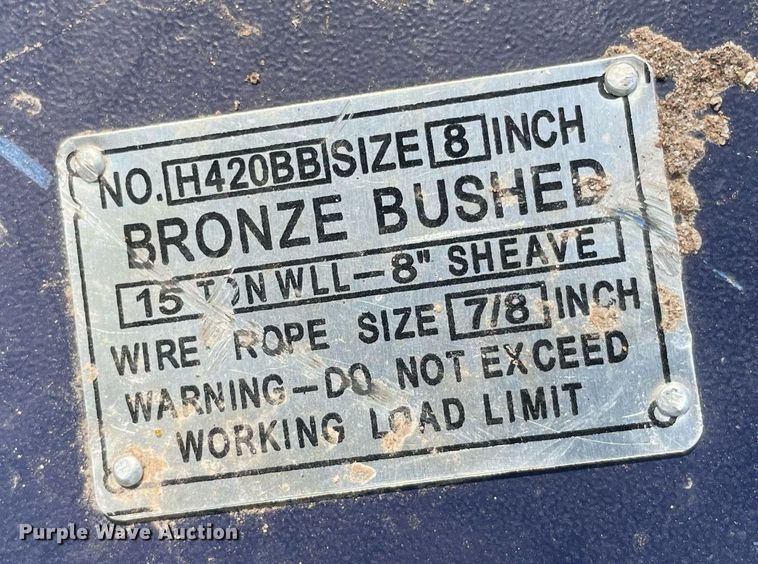 NO. H420BB SIZE 8 INCH
BRONZE BUSHED
15 TON WLL-8" SHEAVE
WIRE ROPE SIZE 7/8 INCH
WARNING-DO NOT EXCEED
WORKING LOAD LIMIT
Purple Wave Auction